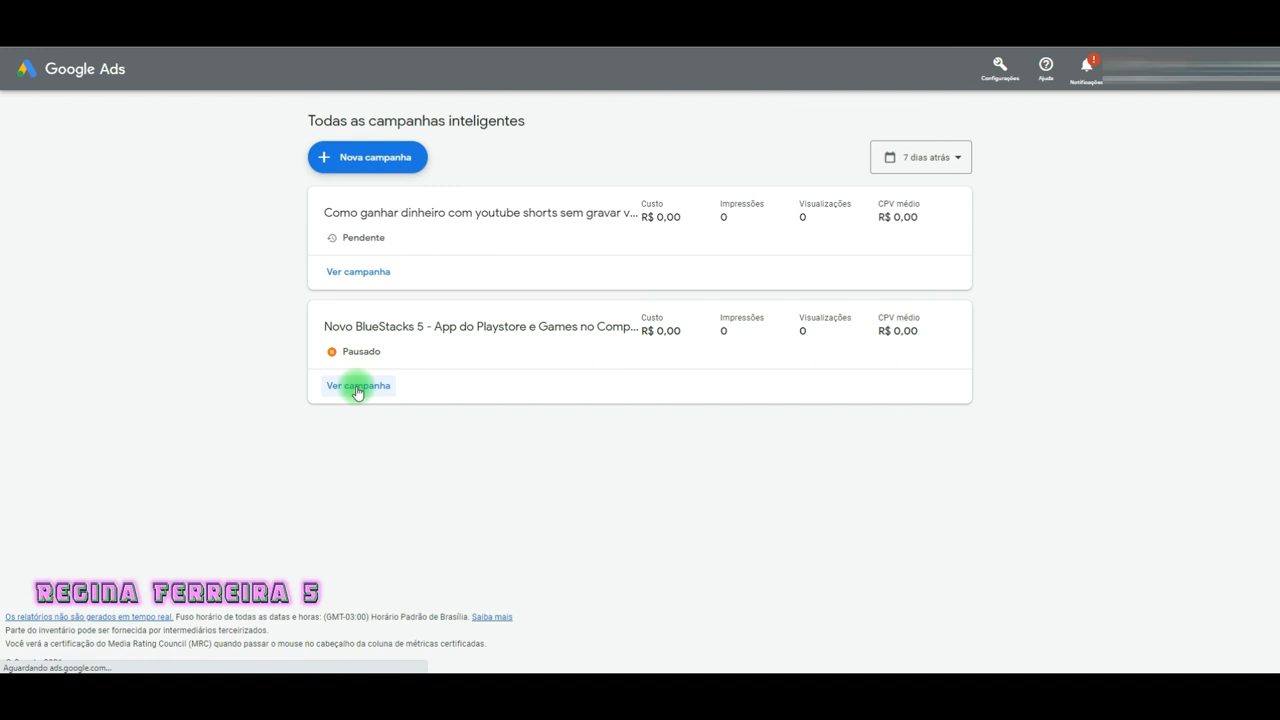 Google Ads
Configurações
Ajuda
!
Notificações
Todas as campanhas inteligentes
+ Nova campanha
7 dias atrás
Como ganhar dinheiro com youtube shorts sem gravar v...
Custo
R$ 0,00
Impressões
0
Visualizações
0
CPV médio
R$ 0,00
Pendente
Ver campanha
Novo BlueStacks 5 - App do Playstore e Games no Comp...
Custo
R$ 0,00
Impressões
0
Visualizações
0
CPV médio
R$ 0,00
Pausado
Ver campanha
REGINA FERREIRA 5
Os relatórios não são gerados em tempo real. Fuso horário de todas as datas e horas: (GMT-03:00) Horário Padrão de Brasília. Saiba mais
Parte do inventário pode ser fornecida por intermediários terceirizados.
Você verá a certificação do Media Rating Council (MRC) quando passar o mouse no cabeçalho da coluna de métricas certificadas.
Aguardando ads.google.com...